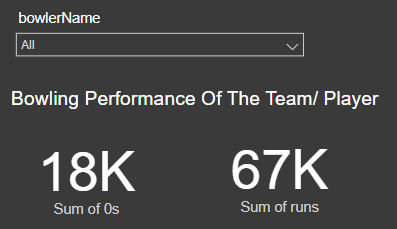 bowlerName
All
Bowling Performance Of The Team/ Player
18K
Sum of 0s
67K
Sum of runs